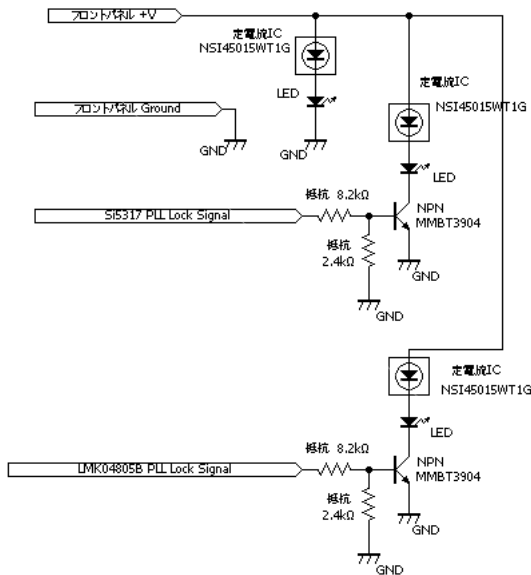 フロントパネル +V
定電流IC
NSI45015WT1G
LED
定電流IC
NSI45015WT1G
フロントパネル Ground
GND
GND
LED
Si5317 PLL Lock Signal
抵抗 8.2kΩ
NPN
MMBT3904
抵抗
2.4kΩ
GND
GND
定電流IC
NSI45015WT1G
LED
LMK04805B PLL Lock Signal
抵抗 8.2kΩ
NPN
MMBT3904
抵抗
2.4kΩ
GND
GND